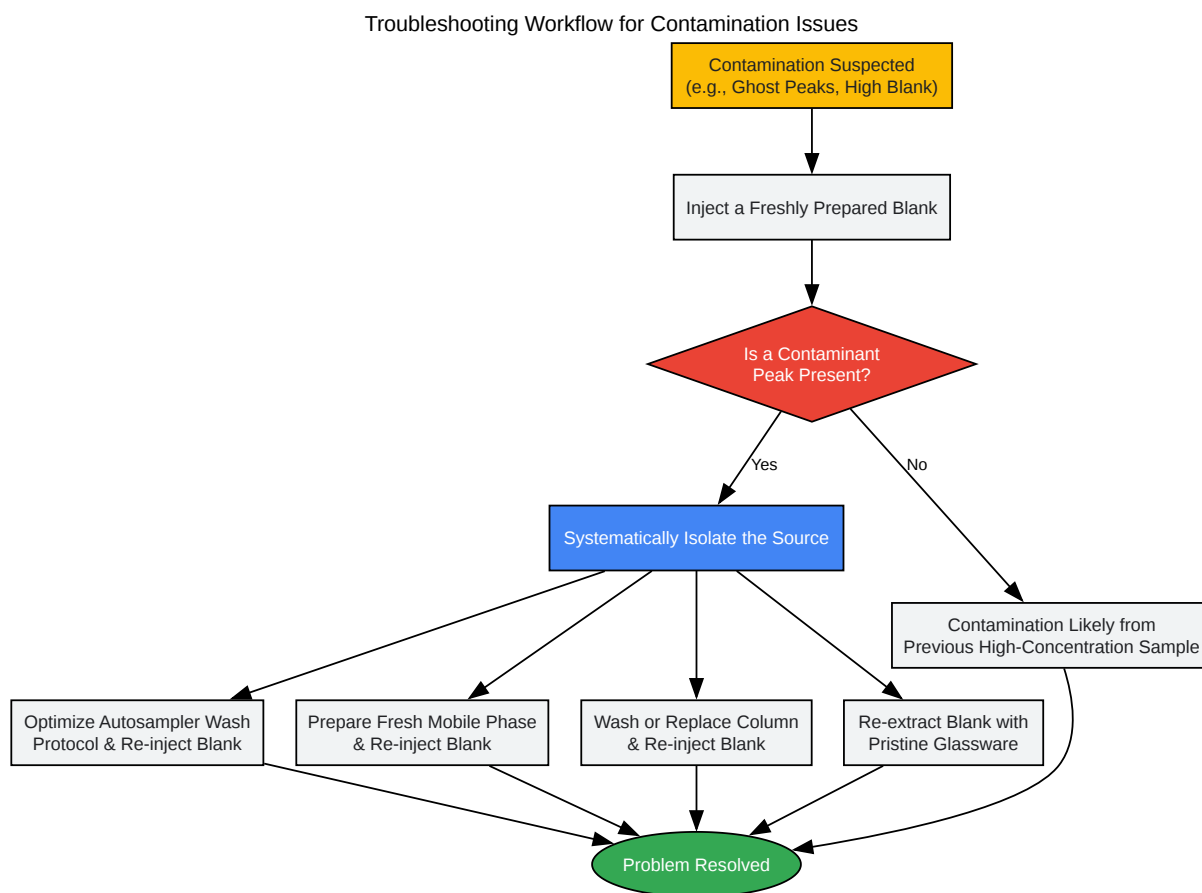 Troubleshooting Workflow for Contamination Issues
Contamination Suspected
(e.g., Ghost Peaks, High Blank)
Inject a Freshly Prepared Blank
Is a Contaminant
Peak Present?
Yes
No
Systematically Isolate the Source
Contamination Likely from
Previous High-Concentration Sample
Optimize Autosampler Wash
Protocol & Re-inject Blank
Prepare Fresh Mobile Phase
& Re-inject Blank
Wash or Replace Column
& Re-inject Blank
Re-extract Blank with
Pristine Glassware
Problem Resolved